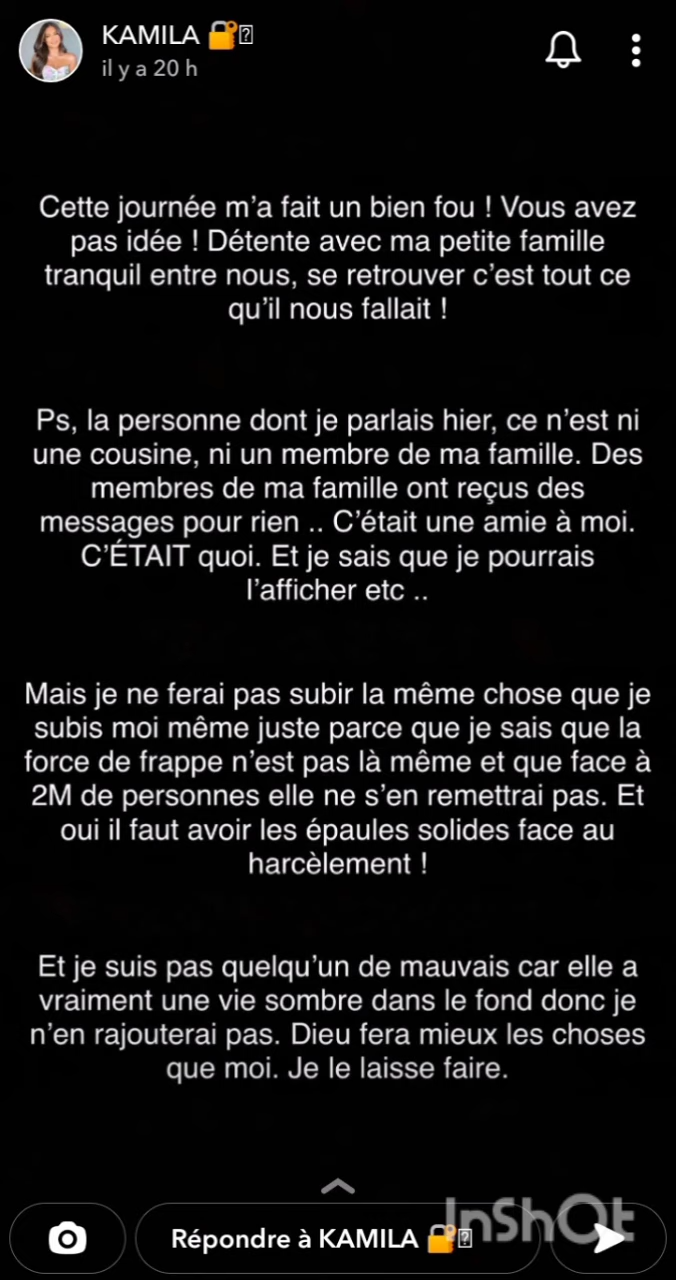 KAMILA 🔐
il y a 20 h
Cette journée m’a fait un bien fou ! Vous avez
pas idée ! Détente avec ma petite famille
tranquil entre nous, se retrouver c’est tout ce
qu’il nous fallait !
Ps, la personne dont je parlais hier, ce n’est ni
une cousine, ni un membre de ma famille. Des
membres de ma famille ont reçus des
messages pour rien .. C’était une amie à moi.
C’ÉTAIT quoi. Et je sais que je pourrais
l’afficher etc ..
Mais je ne ferai pas subir la même chose que je
subis moi même juste parce que je sais que la
force de frappe n’est pas là même et que face à
2M de personnes elle ne s’en remettrai pas. Et
oui il faut avoir les épaules solides face au
harcèlement !
Et je suis pas quelqu’un de mauvais car elle a
vraiment une vie sombre dans le fond donc je
n’en rajouterai pas. Dieu fera mieux les choses
que moi. Je le laisse faire.
Répondre à KAMILA 🔐
InShOt